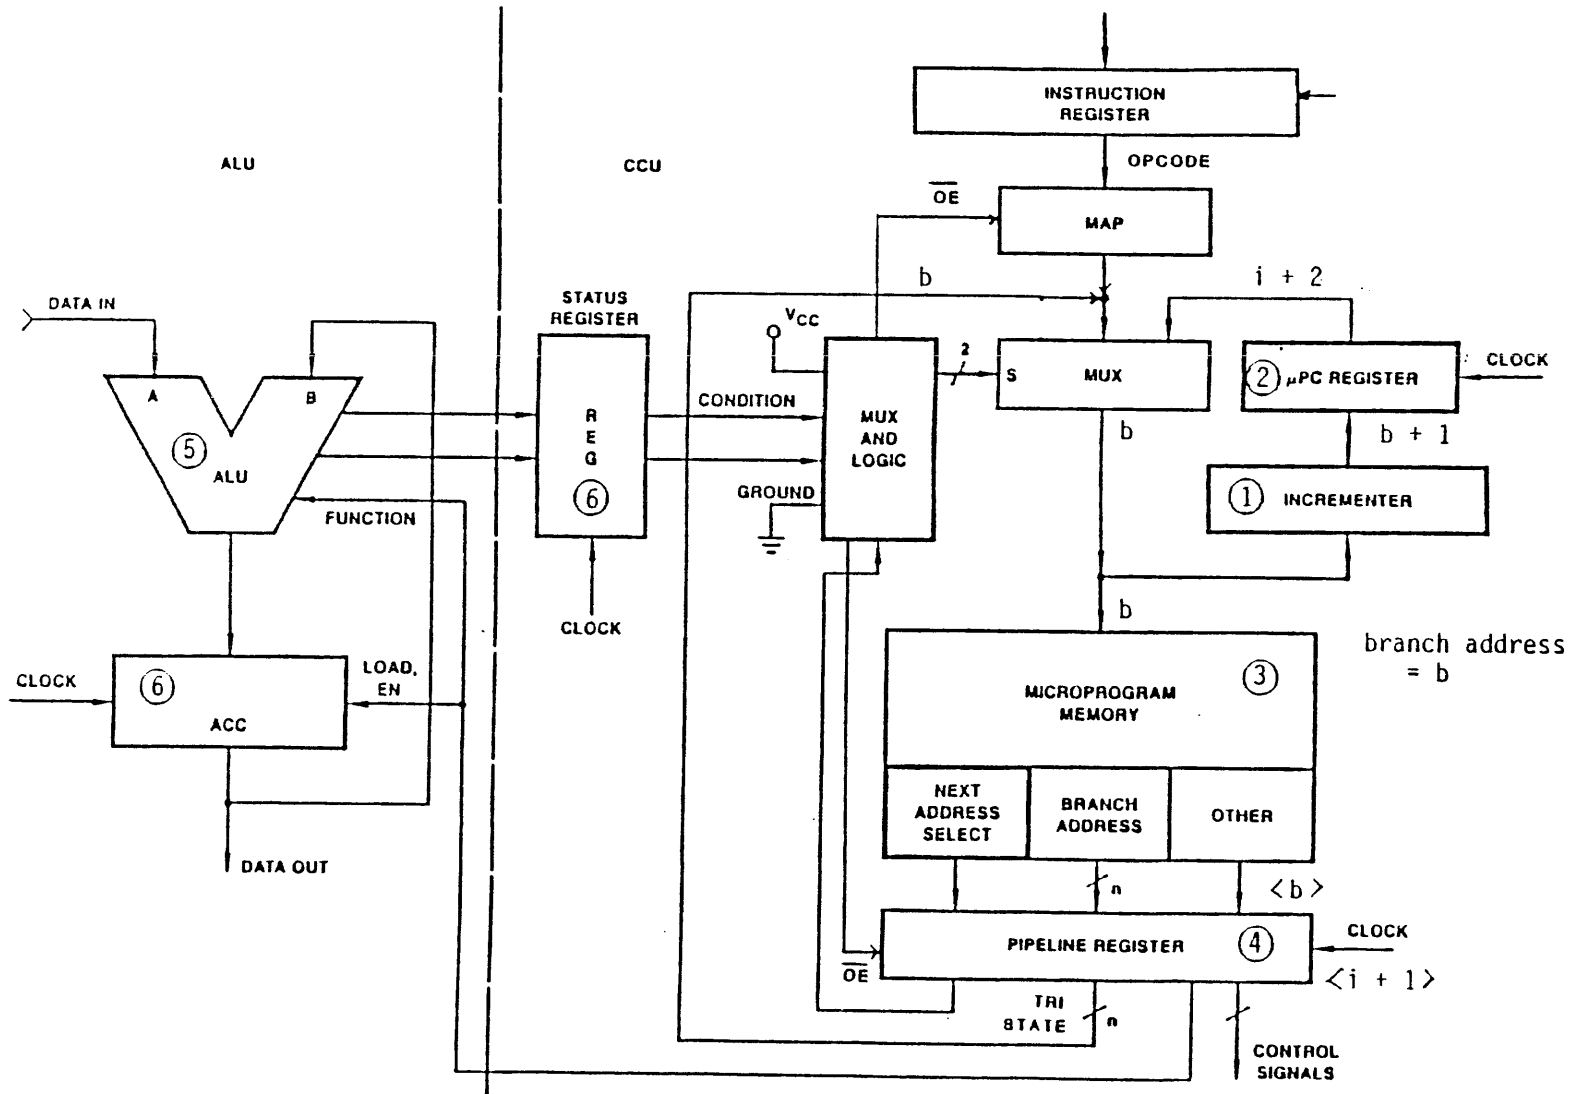 INSTRUCTION
REGISTER
ALU
CCU
OPCODE
OE
MAP
b
i + 2
DATA IN
STATUS
REGISTER
VCC
2
S
MUX
② μPC REGISTER
CLOCK
A
B
CONDITION
R
E
G
⑥
MUX
AND
LOGIC
b
b + 1
⑤
ALU
GROUND
① INCREMENTER
FUNCTION
CLOCK
b
branch address
= b
CLOCK
⑥
ACC
LOAD,
EN
③
MICROPROGRAM
MEMORY
NEXT
ADDRESS
SELECT
BRANCH
ADDRESS
OTHER
DATA OUT
n
<b>
PIPELINE REGISTER
④
CLOCK
OE
<i + 1>
TRI
STATE
n
CONTROL
SIGNALS